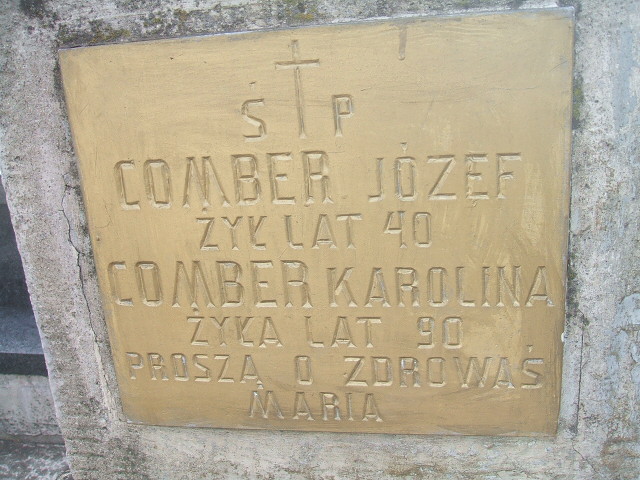 Ś P
COMBER JÓZEF
ŻYŁ LAT 40
COMBER KAROLINA
ŻYŁA LAT 90
PROSZĄ O ZDROWAŚ
MARIA